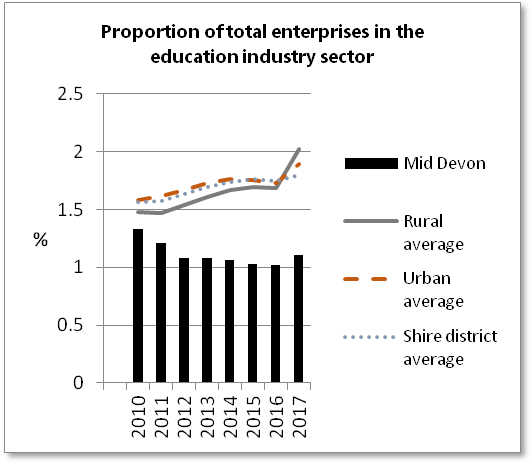 Proportion of total enterprises in the
education industry sector
2.5
2
1.5
1
0.5
0
%
2010
2011
2012
2013
2014
2015
2016
2017
Mid Devon
Rural
average
Urban
average
Shire district
average